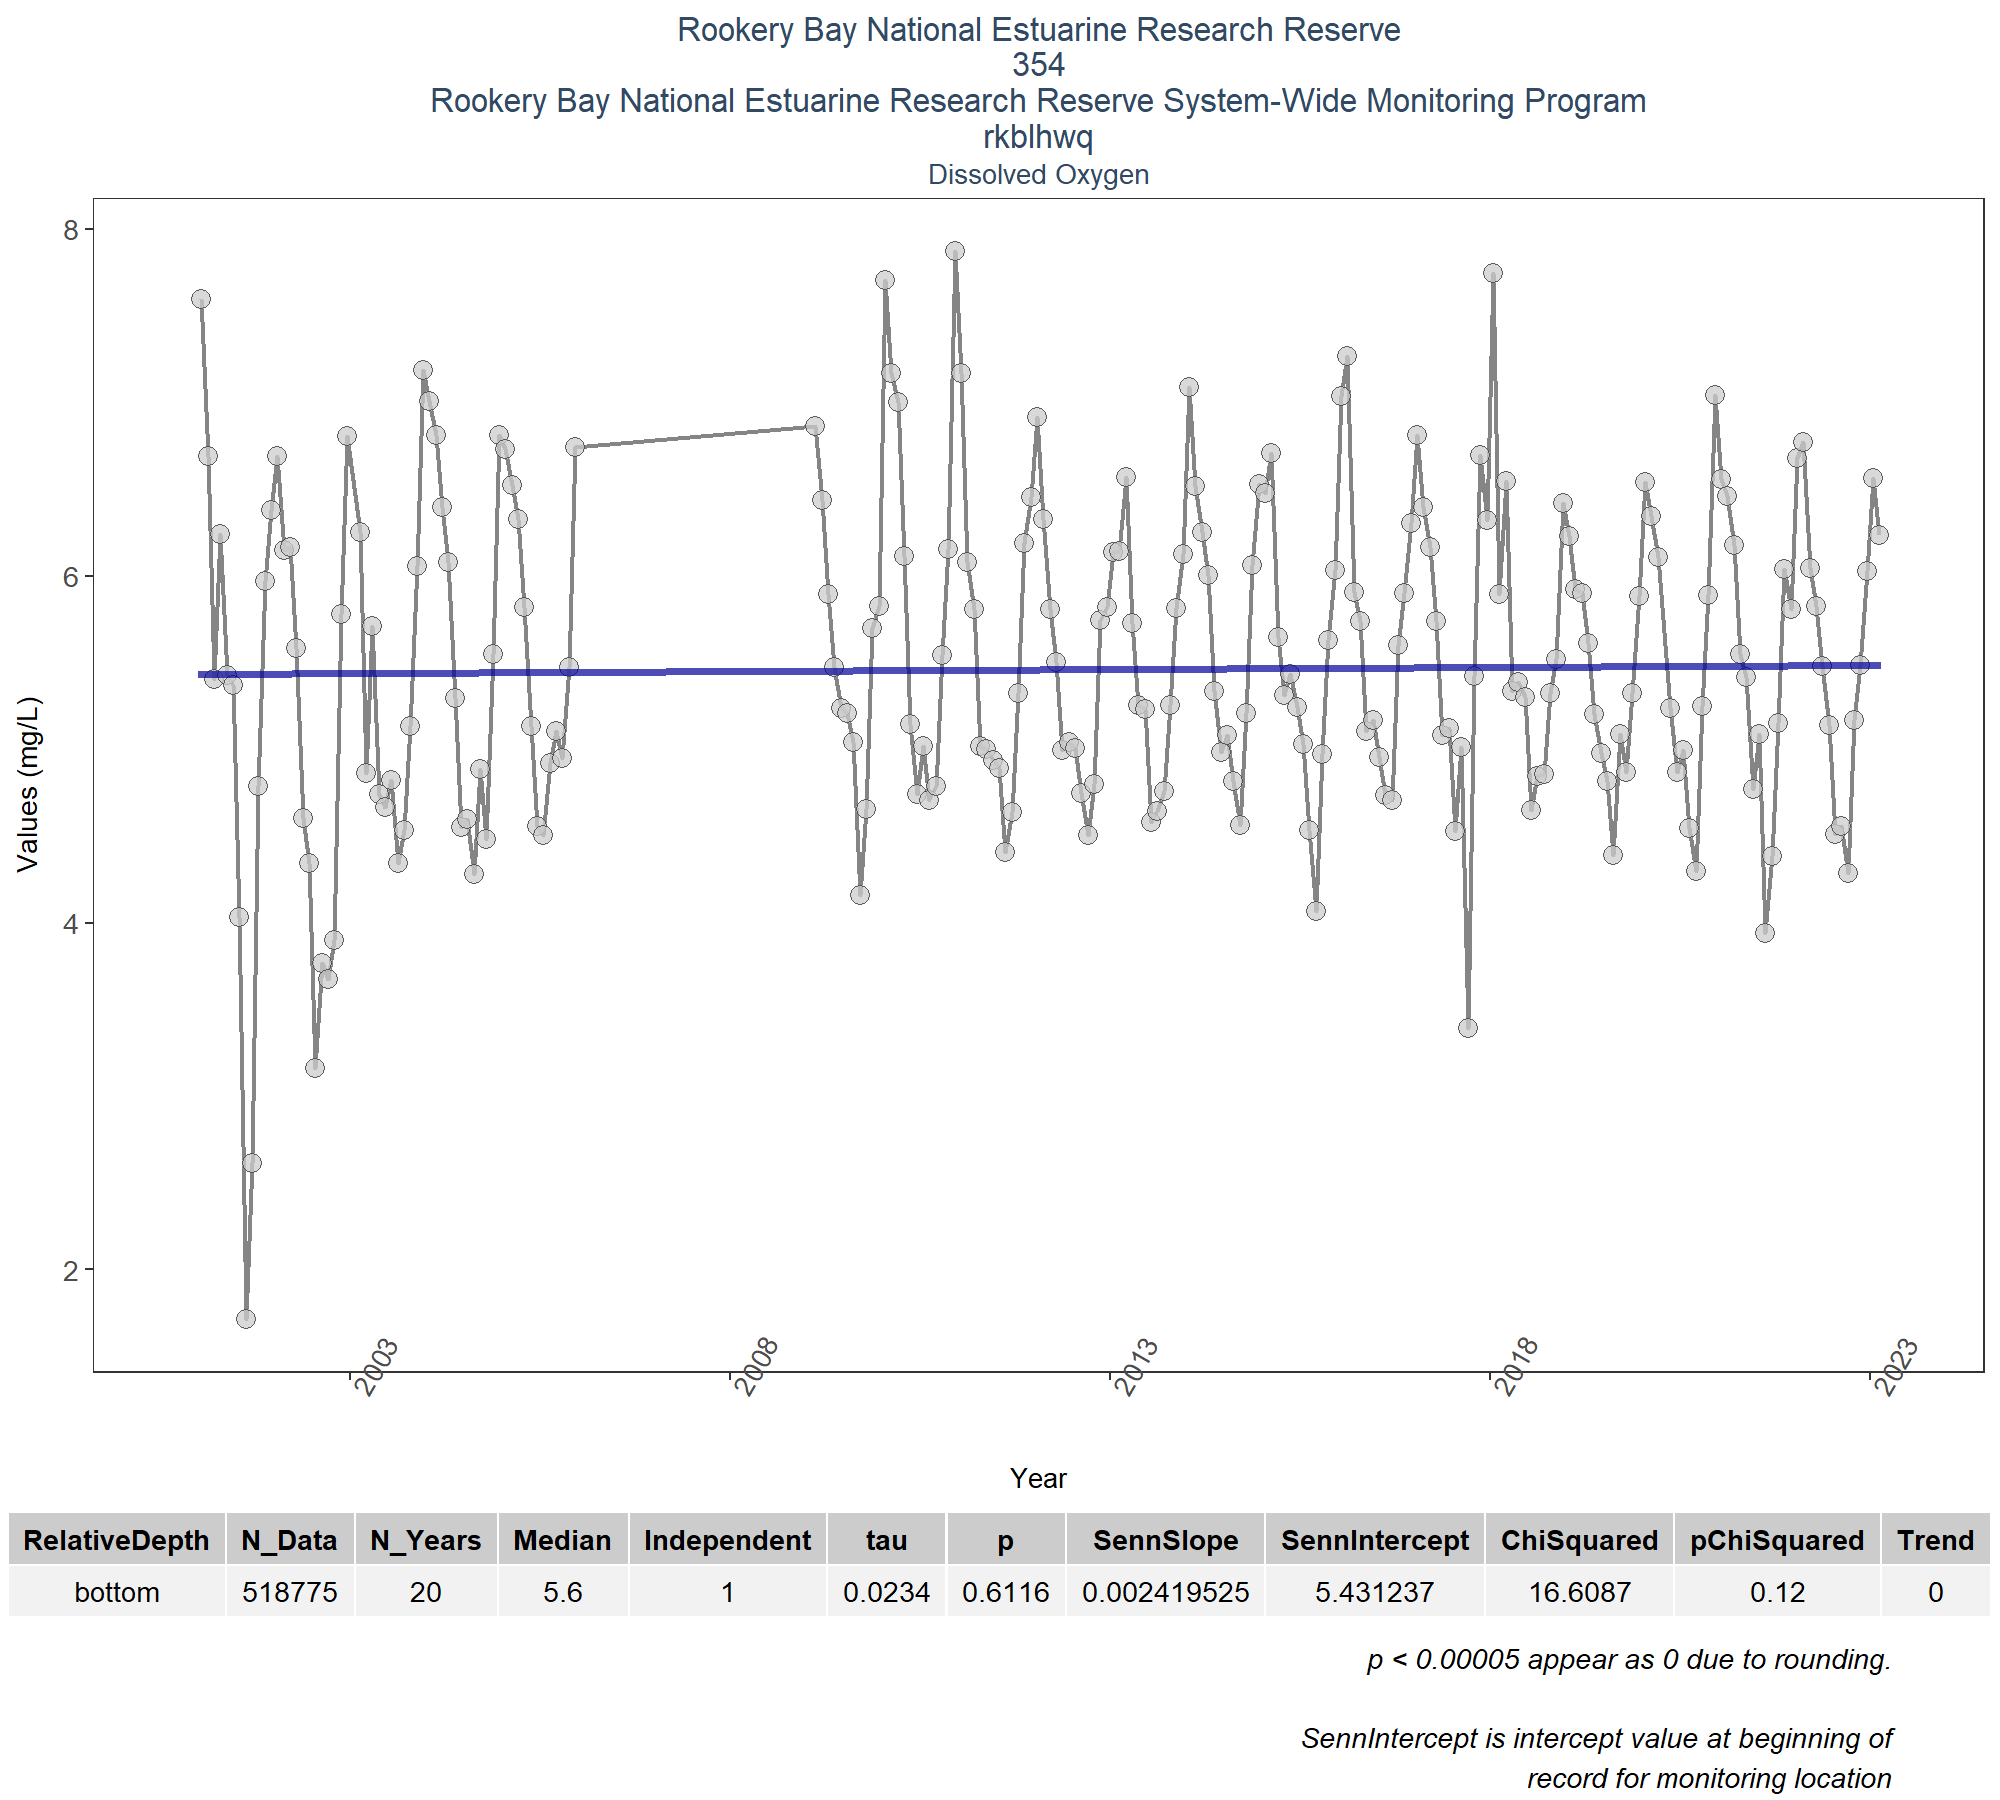 Rookery Bay National Estuarine Research Reserve
354
Rookery Bay National Estuarine Research Reserve System-Wide Monitoring Program
rkblhwq
Dissolved Oxygen
8
6
4
2
Values (mg/L)
2003 2008 2013 2018 2023
Year
RelativeDepth N_Data N_Years Median Independent tau p SennSlope SennIntercept ChiSquared pChiSquared Trend
bottom 518775 20 5.6 1 0.0234 0.6116 0.002419525 5.431237 16.6087 0.12 0
p < 0.00005 appear as 0 due to rounding.
SennIntercept is intercept value at beginning of
record for monitoring location